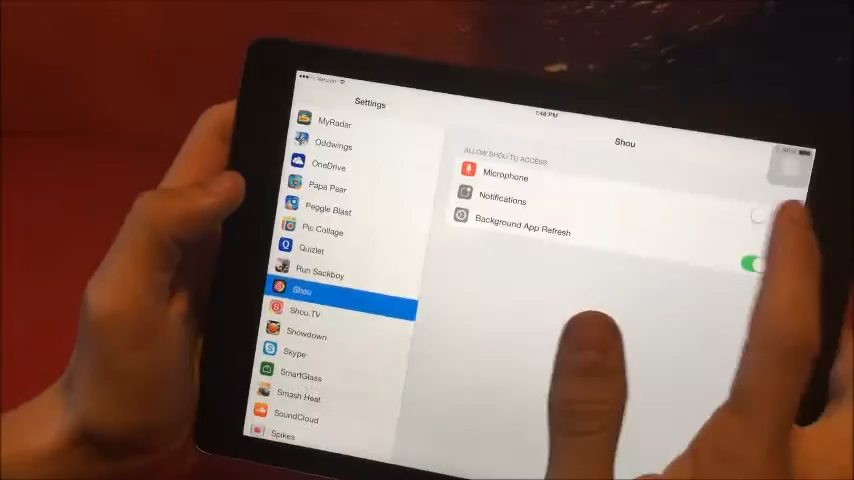 Verizon
1:48 PM
Settings
MyRadar
Oddwings
OneDrive
Papa Pear
Peggle Blast
Pic Collage
Quizlet
Run Sackboy
Shou
Shou.TV
Showdown
Skype
SmartGlass
Smash Heat
SoundCloud
Spikes
Shou
ALLOW SHOU TO ACCESS
Microphone
Notifications
Background App Refresh